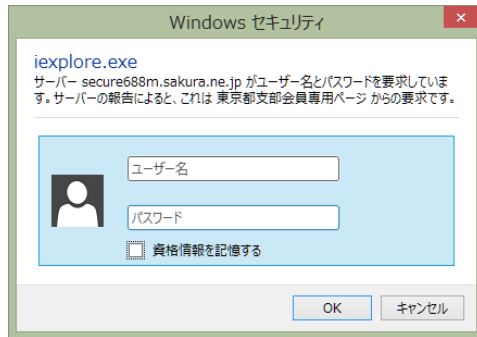 Windows セキュリティ
iexplore.exe
サーバー secure688m.sakura.ne.jp がユーザー名とパスワードを要求していま
す。サーバーの報告によると、これは 東京都支部会員専用ページ からの要求です。
ユーザー名
パスワード
資格情報を記憶する
OK キャンセル